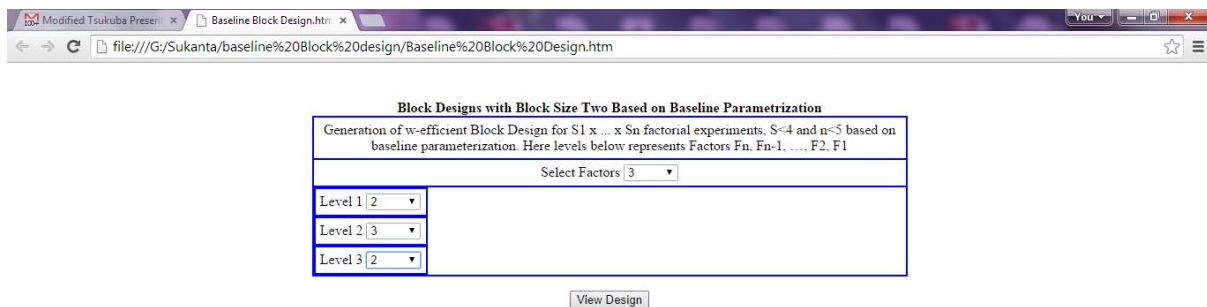 Modified Tsukuba Present
Baseline Block Design.htm
You
file:///G:/Sukanta/baseline%20Block%20design/Baseline%20Block%20Design.htm
Block Designs with Block Size Two Based on Baseline Parametrization
Generation of w-efficient Block Design for S1 x ... x Sn factorial experiments, S<4 and n<5 based on
baseline parameterization. Here levels below represents Factors Fn, Fn-1, …, F2, F1
Select Factors 3
Level 1 2
Level 2 3
Level 3 2
View Design